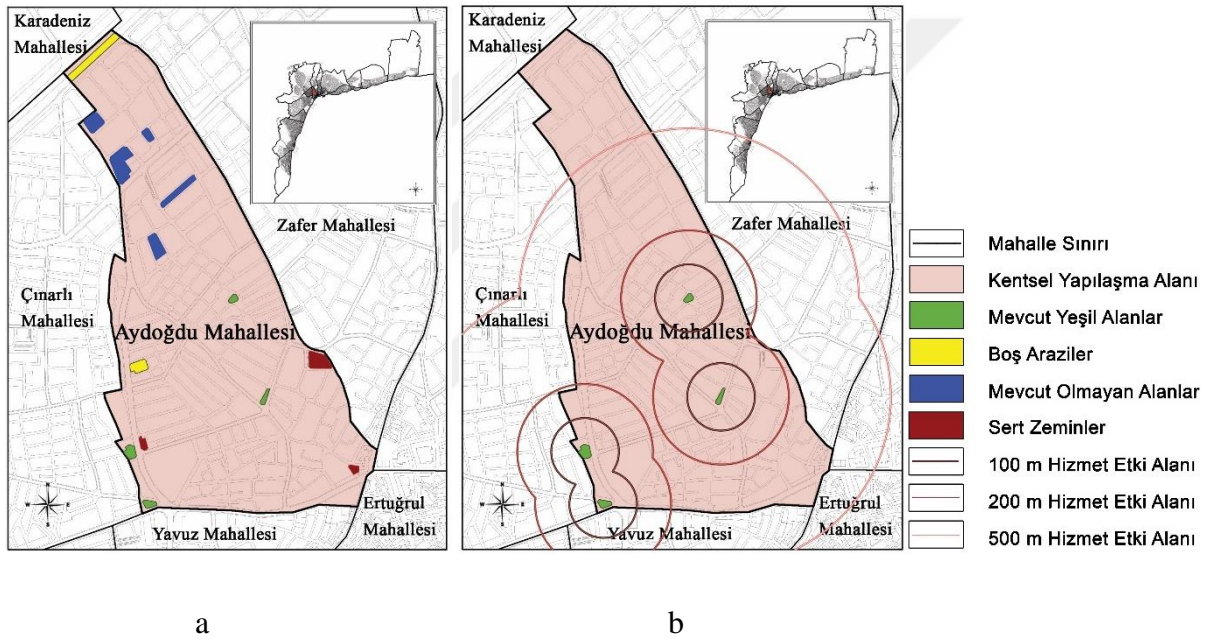 Karadeniz
Mahallesi
Zafer Mahallesi
Çınarlı
Mahallesi
Aydoğdu Mahallesi
N
W
E
S
Yavuz Mahallesi
Ertuğrul
Mahallesi
a
Karadeniz
Mahallesi
Zafer Mahallesi
Çınarlı
Mahallesi
Aydoğdu Mahallesi
N
W
E
S
Yavuz Mahallesi
Ertuğrul
Mahallesi
b
Mahalle Sınırı
Kentsel Yapılaşma Alanı
Mevcut Yeşil Alanlar
Boş Araziler
Mevcut Olmayan Alanlar
Sert Zeminler
100 m Hizmet Etki Alanı
200 m Hizmet Etki Alanı
500 m Hizmet Etki Alanı